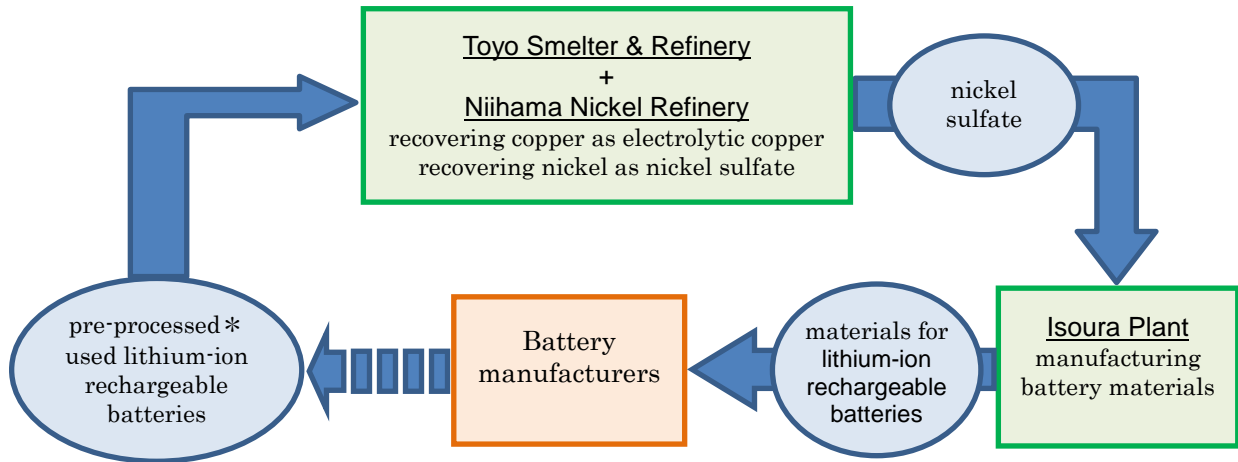 Toyo Smelter & Refinery
+
Niihama Nickel Refinery
recovering copper as electrolytic copper
recovering nickel as nickel sulfate
nickel
sulfate
Isoura Plant
manufacturing
battery materials
materials for
lithium-ion
rechargeable
batteries
Battery
manufacturers
pre-processed*
used lithium-ion
rechargeable
batteries